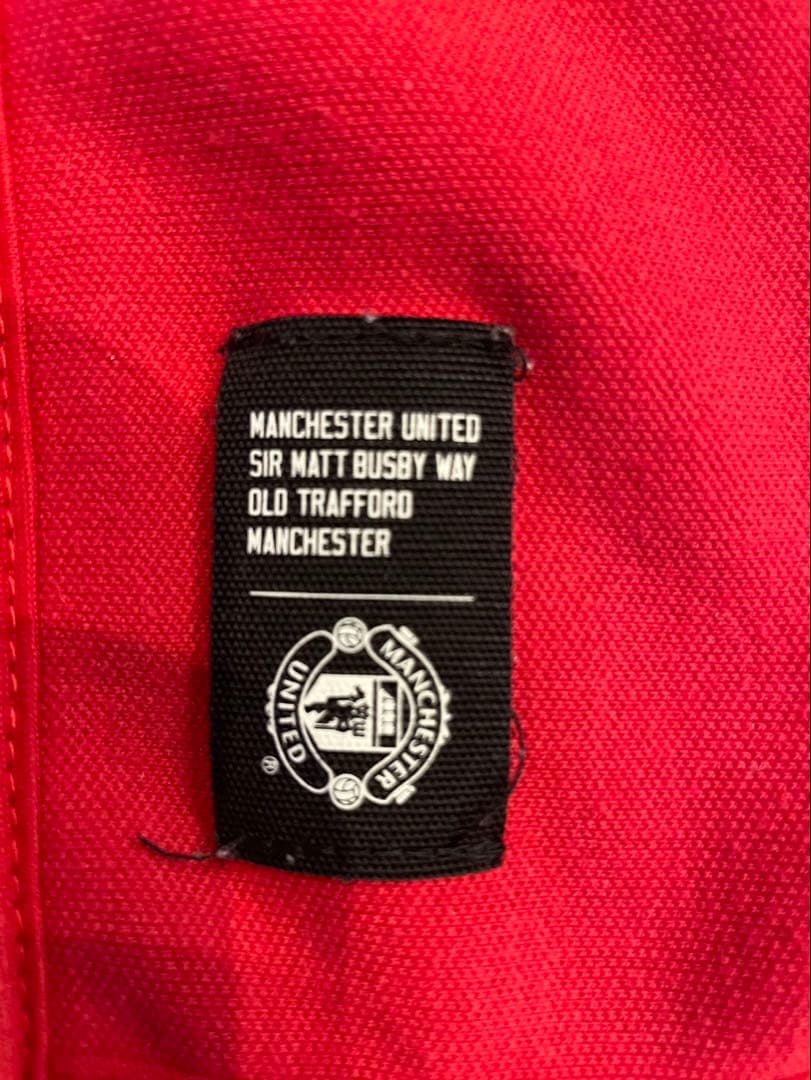 MANCHESTER UNITED
SIR MATT BUSBY WAY
OLD TRAFFORD
MANCHESTER
MANCHESTER
UNITED
®